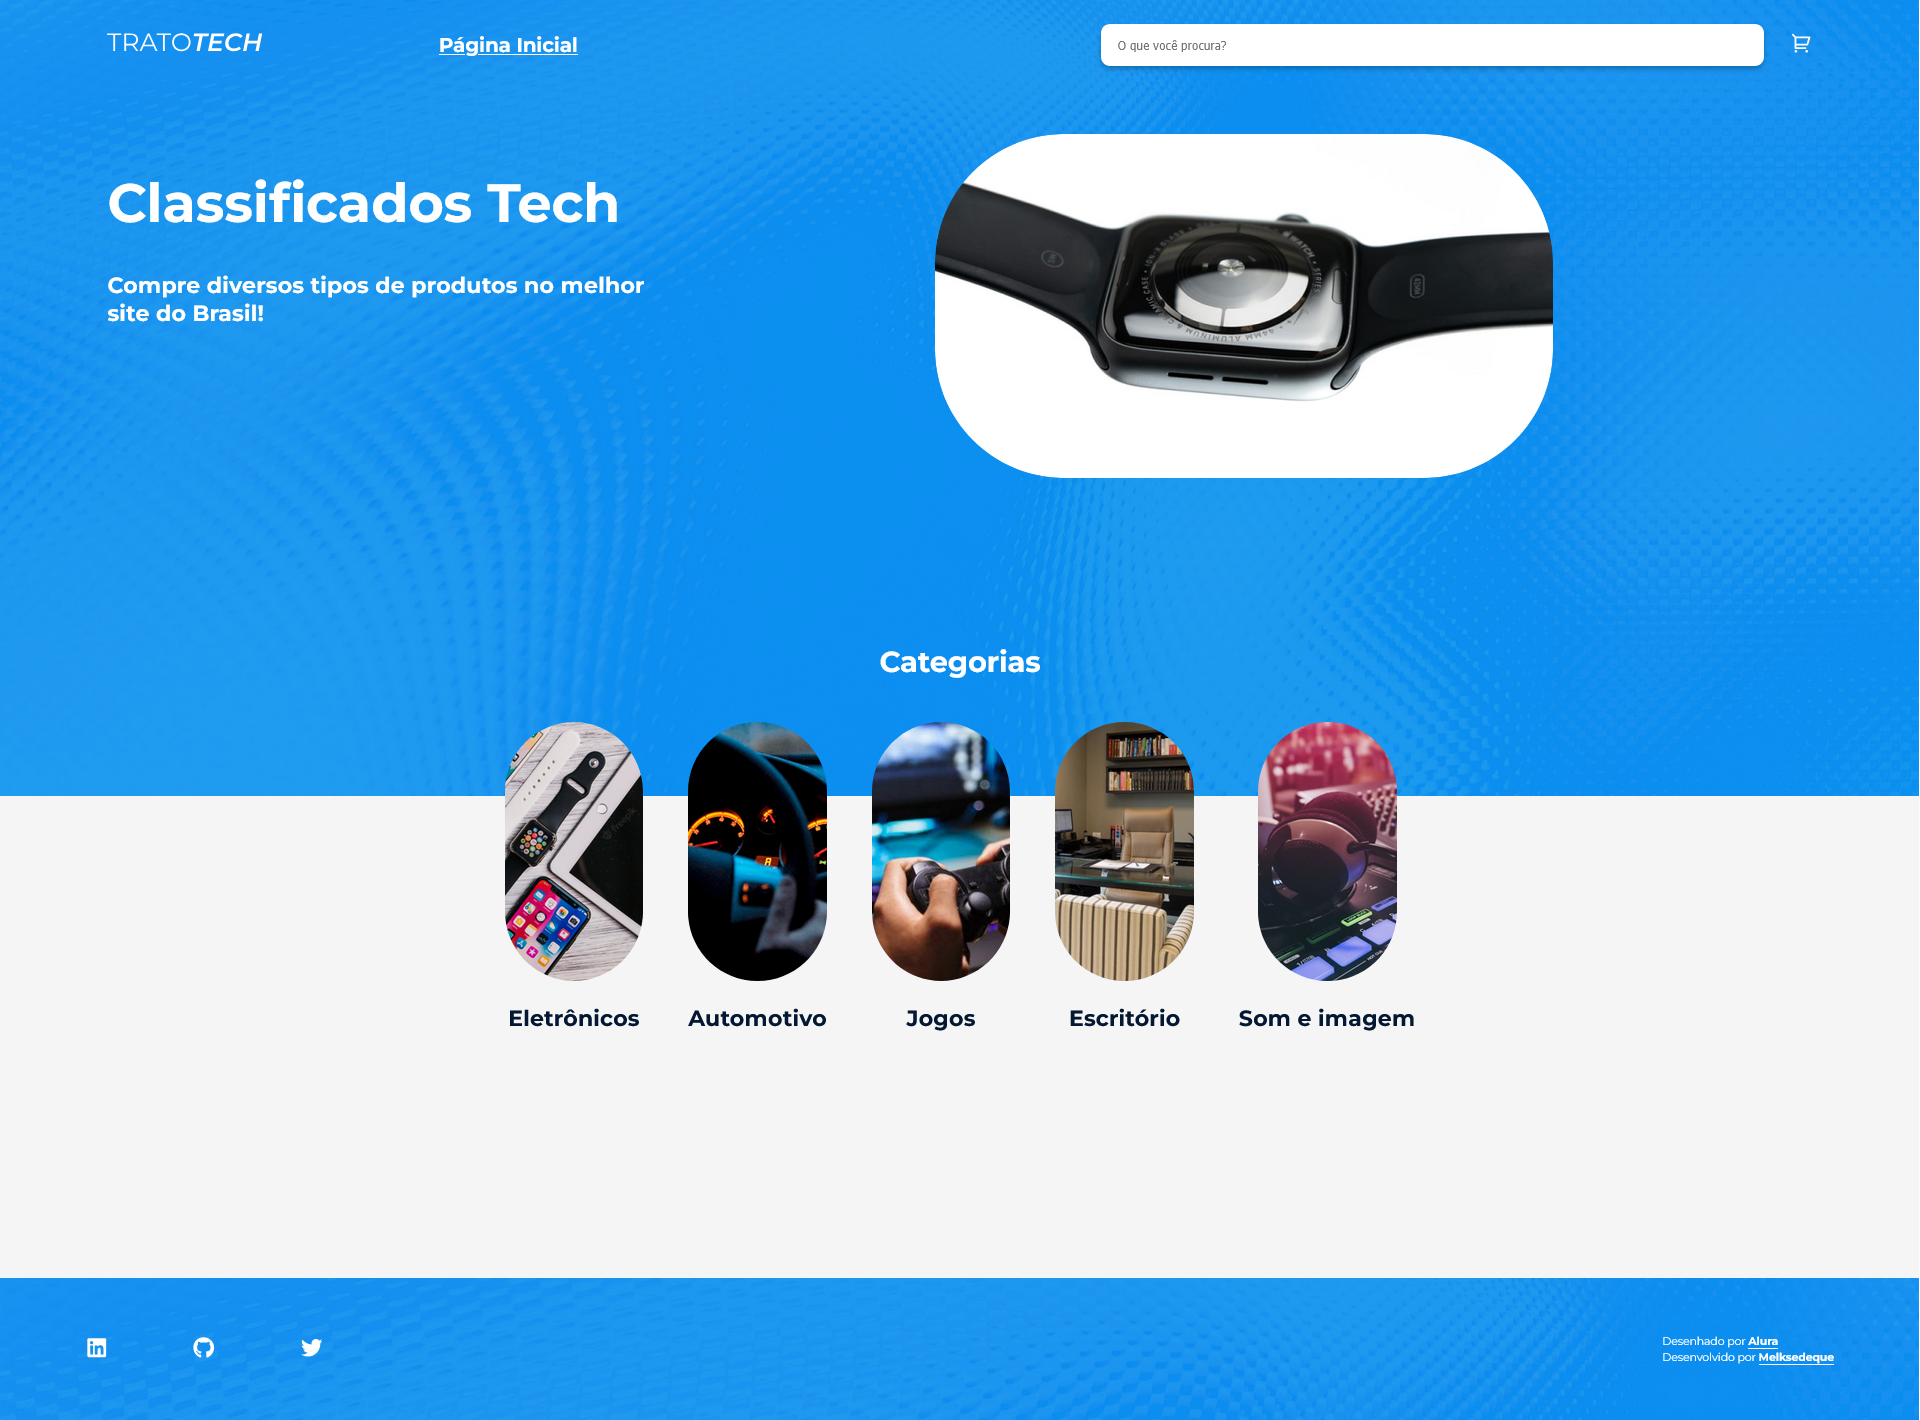 TRATOTECH
Página Inicial
O que você procura?
Classificados Tech
Compre diversos tipos de produtos no melhor
site do Brasil!
Categorias
Eletrônicos
Automotivo
Jogos
Escritório
Som e imagem
Desenhado por Alura
Desenvolvido por Melksedeque